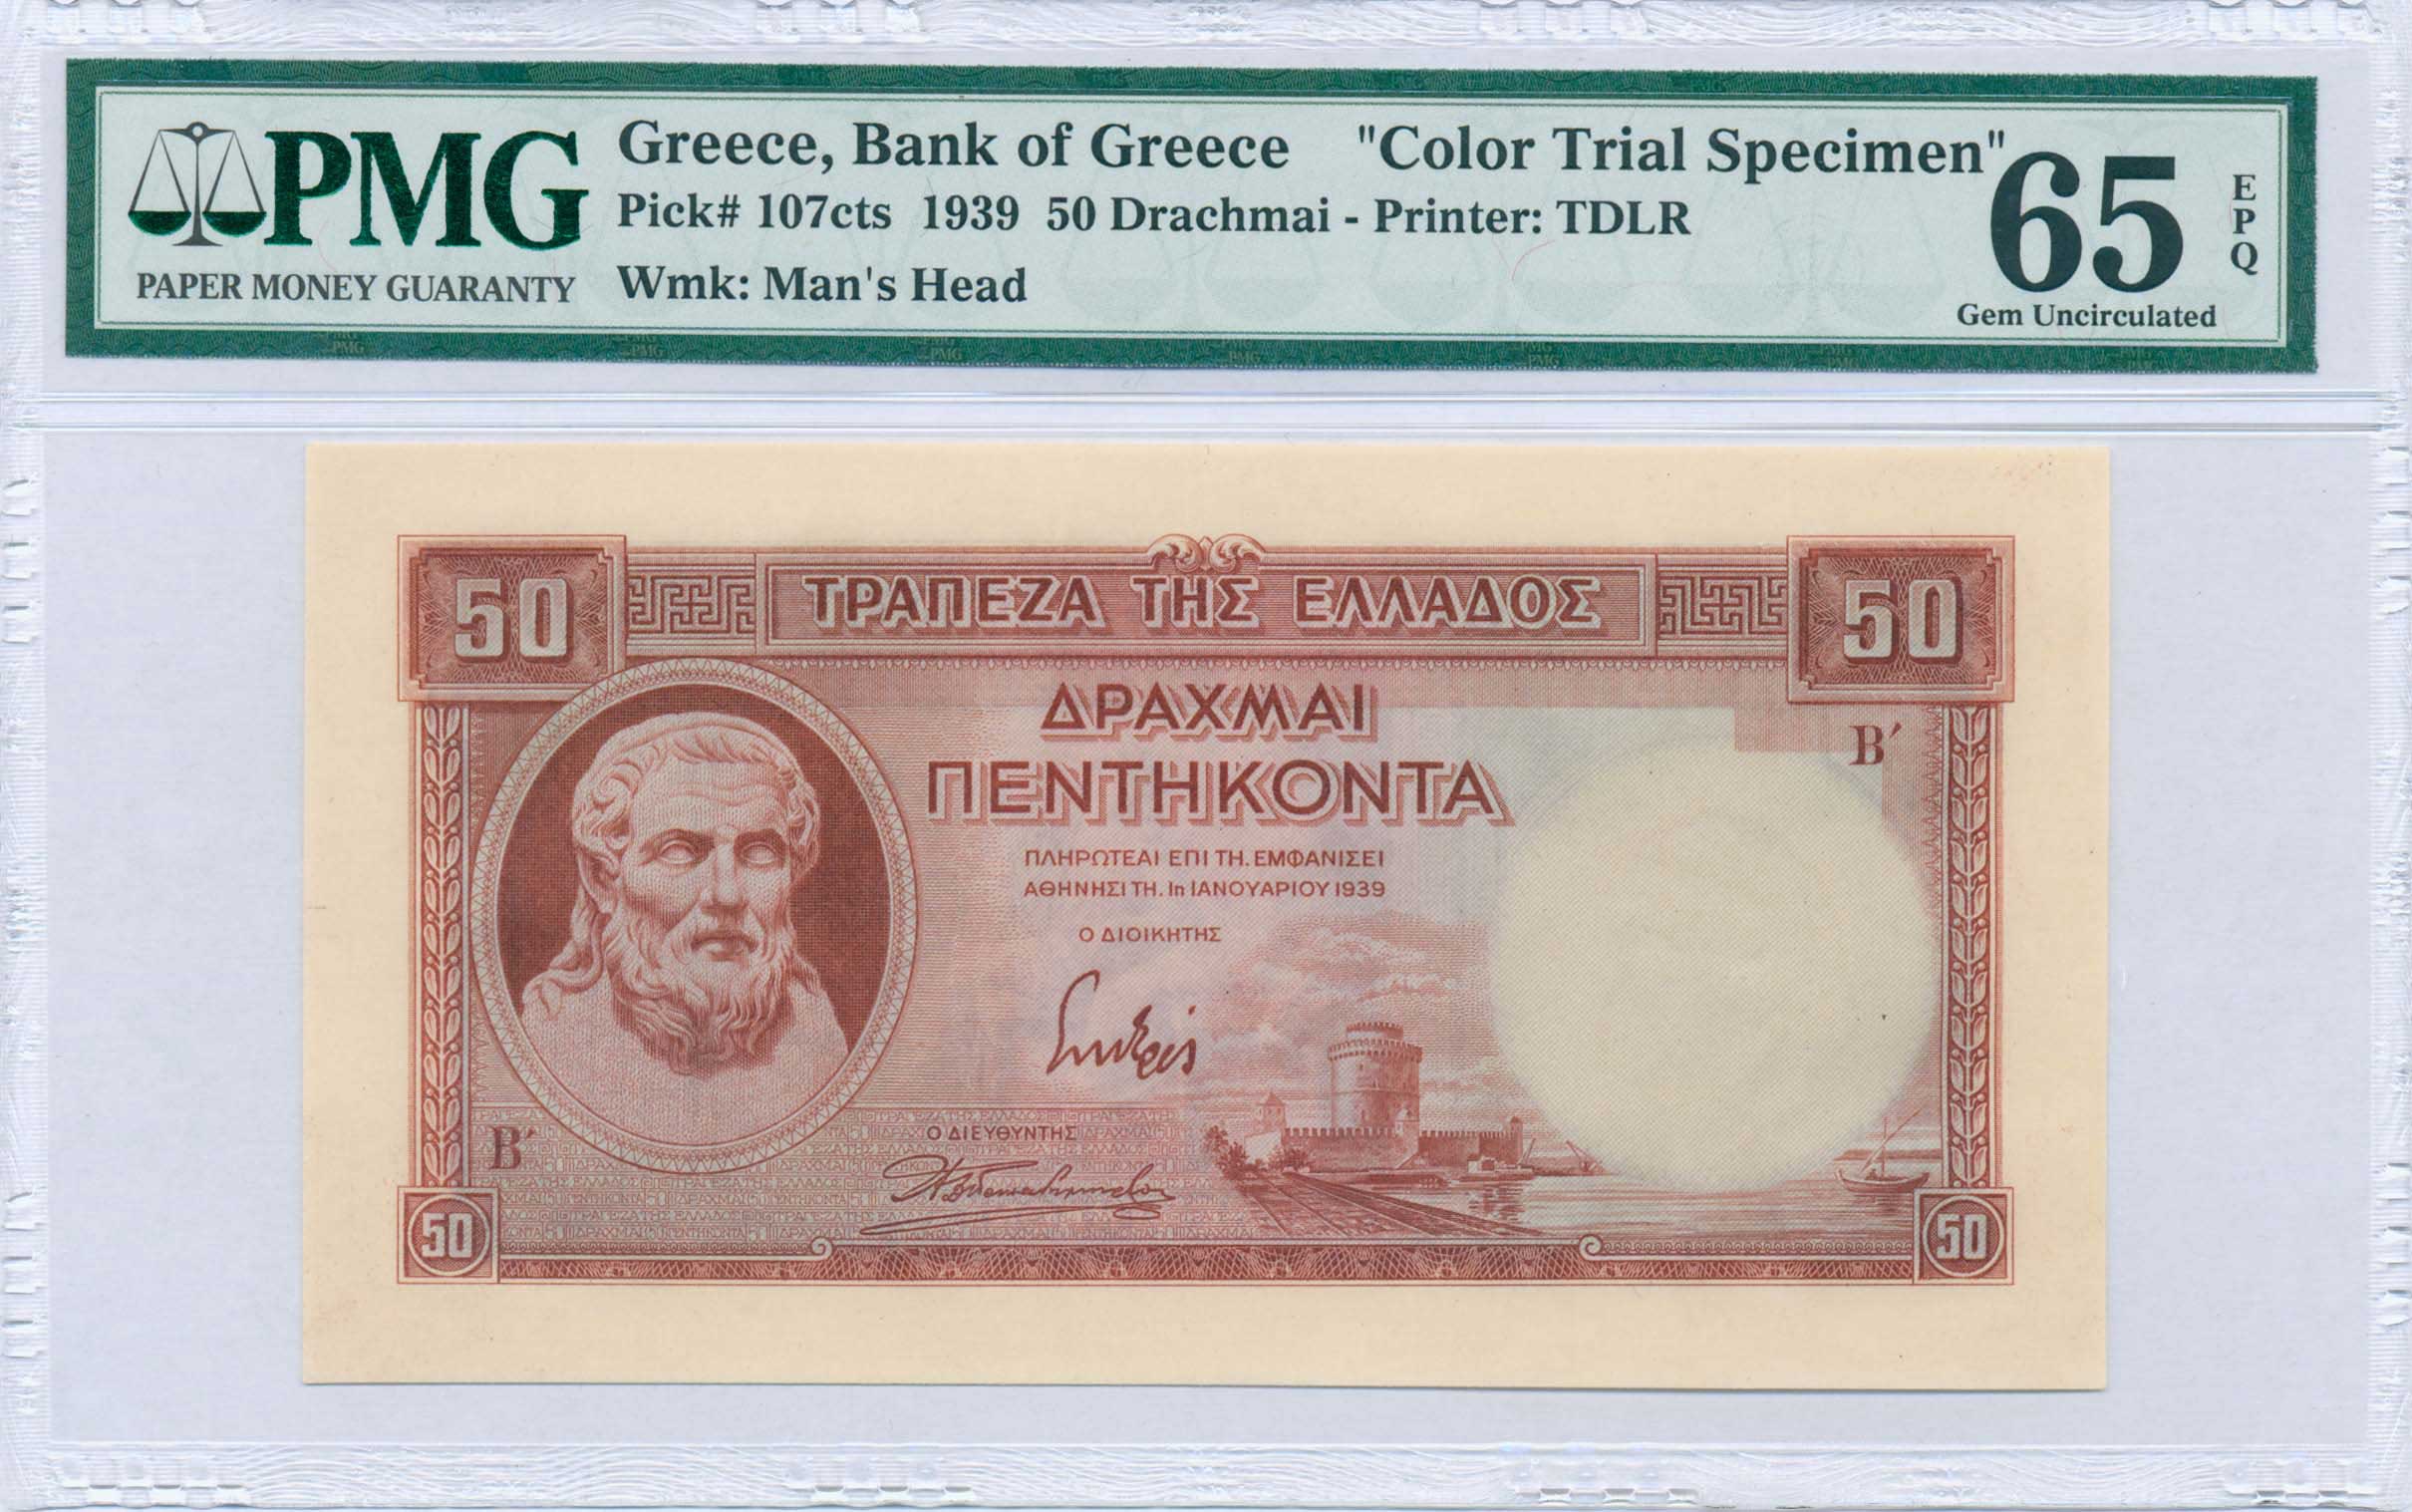 PMG
PAPER MONEY GUARANTY
Greece, Bank of Greece "Color Trial Specimen"
Pick# 107cts 1939 50 Drachmai - Printer: TDLR
Wmk: Man's Head
65
EPQ
Gem Uncirculated
50 ΤΡΑΠΕΖΑ ΤΗΣ ΕΛΛΑΔΟΣ 50
ΔΡΑΧΜΑΙ
ΠΕΝΤΗΚΟΝΤΑ
Β΄
ΠΛΗΡΩΤΕΑΙ ΕΠΙ ΤΗ. ΕΜΦΑΝΙΣΕΙ
ΑΘΗΝΗΣΙ ΤΗ. 1η ΙΑΝΟΥΑΡΙΟΥ 1939
Ο ΔΙΟΙΚΗΤΗΣ
Ο ΔΙΕΥΘΥΝΤΗΣ
Β΄
50 50